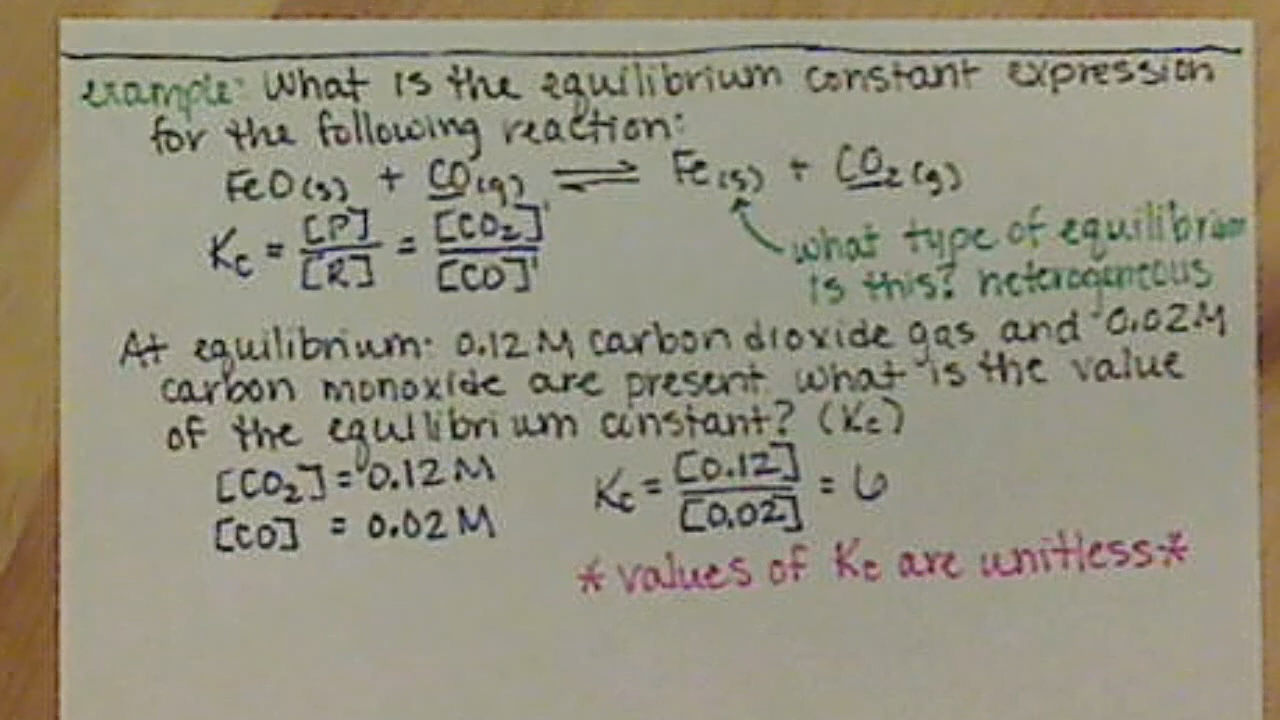 example: What is the equilibrium constant expression
for the following reaction:
FeO(s) + CO(g) ⇌ Fe(s) + CO₂(g)
Kc = [P]/[R] = [CO₂]¹/[CO]¹
what type of equilibrium
is this? heterogeneous
At equilibrium: 0.12 M carbon dioxide gas and 0.02M
carbon monoxide are present. what is the value
of the equilibrium constant? (Kc)
[CO₂] = 0.12 M
[CO] = 0.02 M
Kc = [0.12]/[0.02] = 6
*values of Kc are unitless*